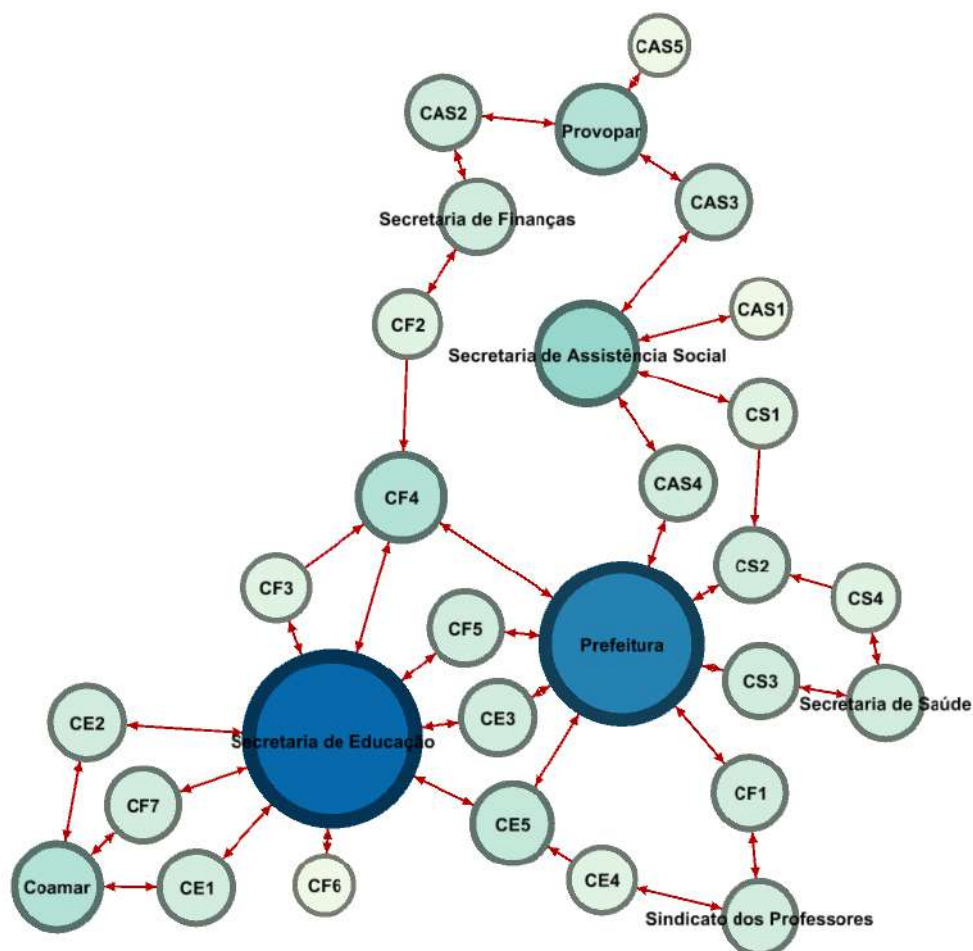 CAS5
CAS2
Provopar
CAS3
Secretaria de Finanças
CAS1
CF2
Secretaria de Assistência Social
CS1
CAS4
CF4
CS2
CF3
CS4
CF5
Prefeitura
CS3
Secretaria de Saúde
CE3
CE2
Secretaria de Educação
CF7
CF1
CE5
CE4
CF6
Coamar
CE1
Sindicato dos Professores